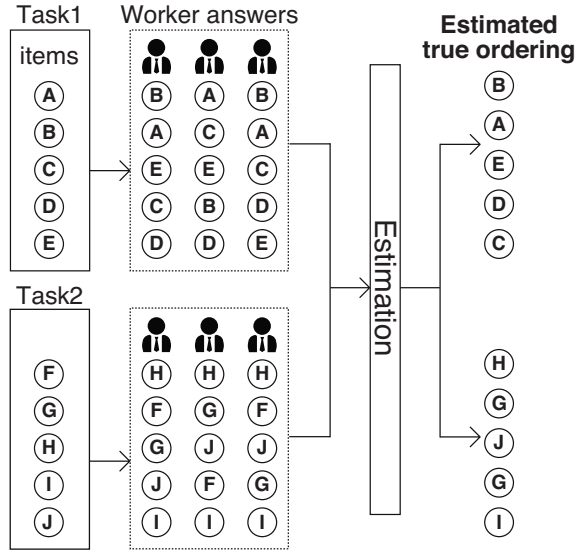 Task1
Worker answers
Estimated
true ordering
items
A
B
C
D
E
B A B
A C A
E E C
C B D
D D E
Estimation
B
A
E
D
C
Task2
F
G
H
I
J
H H H
F G F
G J J
J F G
I I I
H
G
J
G
I